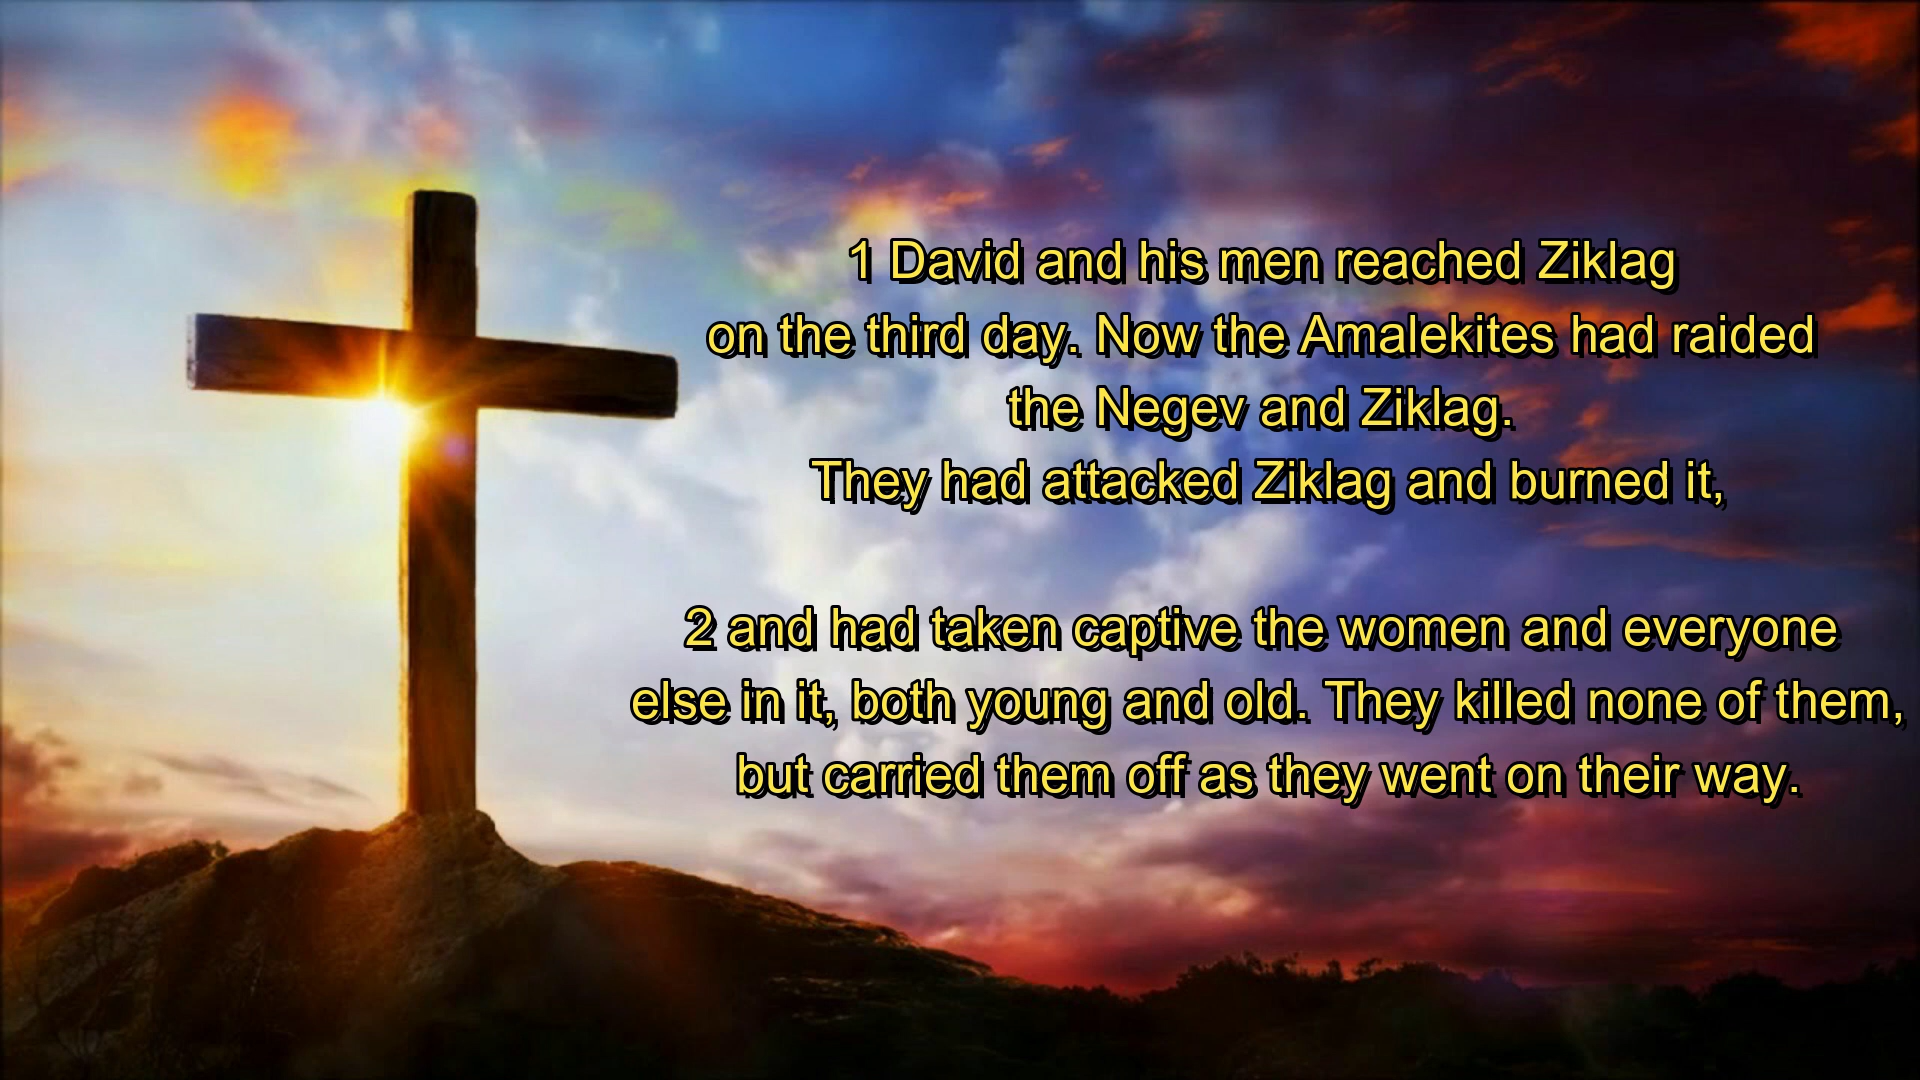 1 David and his men reached Ziklag
on the third day. Now the Amalekites had raided
the Negev and Ziklag.
They had attacked Ziklag and burned it,
2 and had taken captive the women and everyone
else in it, both young and old. They killed none of them,
but carried them off as they went on their way.